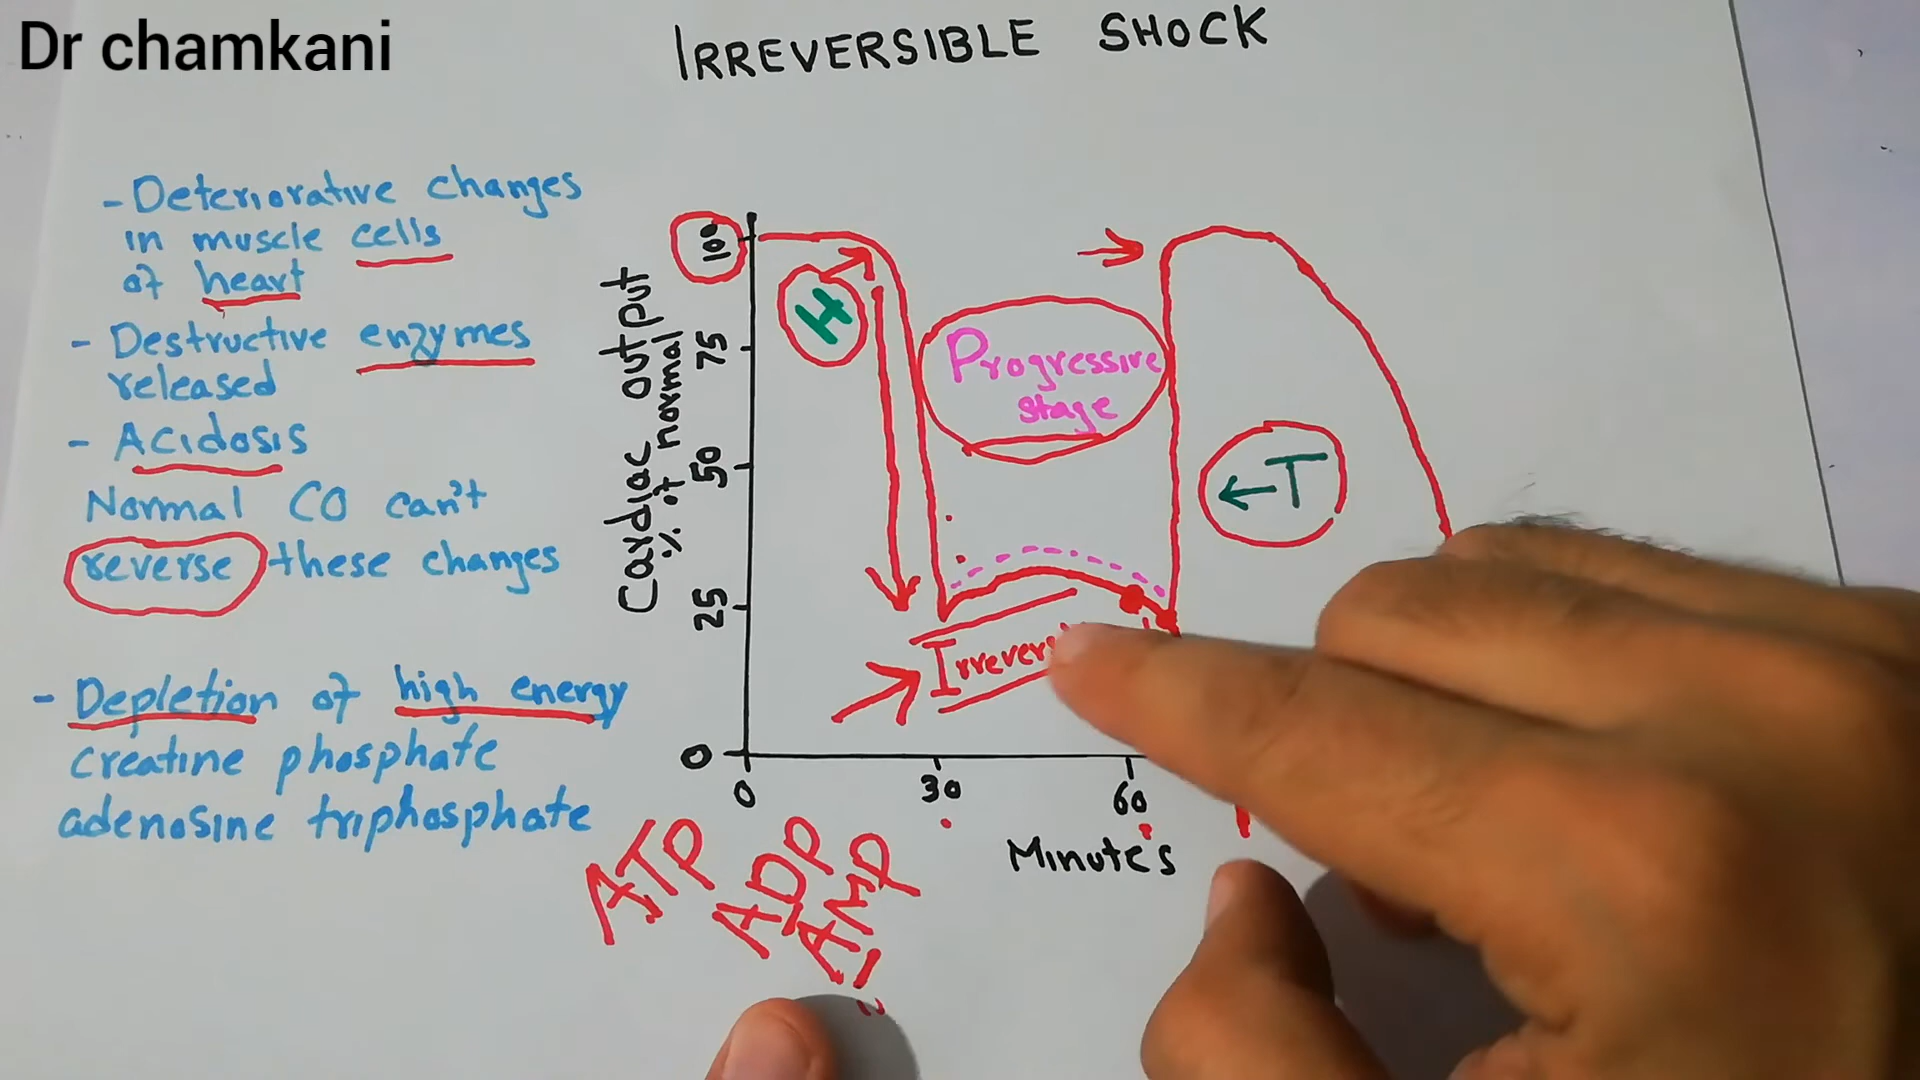 Dr chamkani
IRREVERSIBLE SHOCK
- Deteriorative changes
in muscle cells
of heart
- Destructive enzymes
released
- Acidosis
Normal CO can't
reverse these changes
- Depletion of high energy
creatine phosphate
adenosine triphosphate
Cardiac output
% of normal
100
75
50
25
0
H
Progressive
stage
T
0
30
60
Minutes
ATP
ADP
AMP